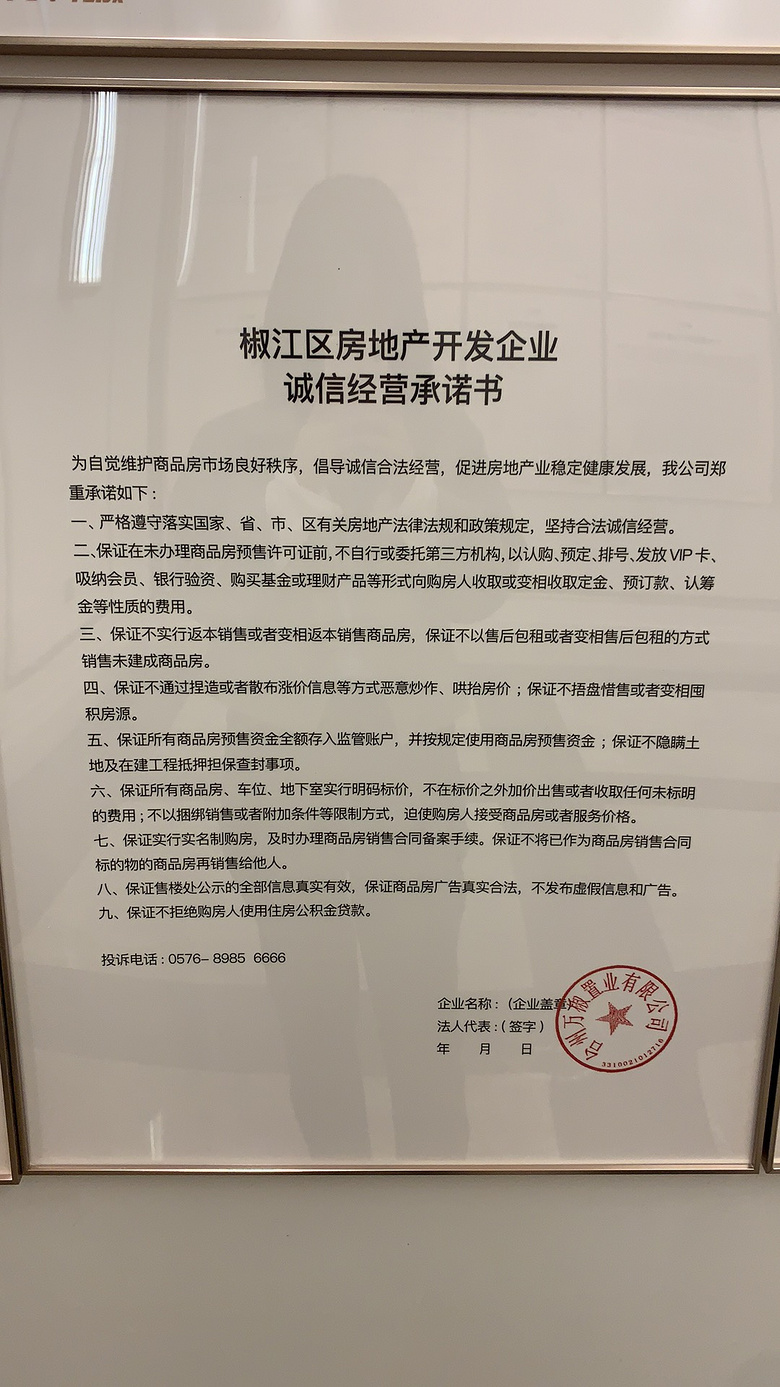 椒江区房地产开发企业
诚信经营承诺书
为自觉维护商品房市场良好秩序，倡导诚信合法经营，促进房地产业稳定健康发展，我公司郑
重承诺如下：
一、严格遵守落实国家、省、市、区有关房地产法律法规和政策规定，坚持合法诚信经营。
二、保证在未办理商品房预售许可证前，不自行或委托第三方机构，以认购、预定、排号、发放 VIP 卡、
吸纳会员、银行验资、购买基金或理财产品等形式向购房人收取或变相收取定金、预订款、认筹
金等性质的费用。
三、保证不实行返本销售或者变相返本销售商品房，保证不以售后包租或者变相售后包租的方式
销售未建成商品房。
四、保证不通过捏造或者散布涨价信息等方式恶意炒作、哄抬房价；保证不捂盘惜售或者变相囤
积房源。
五、保证所有商品房预售资金全额存入监管账户，并按规定使用商品房预售资金；保证不隐瞒土
地及在建工程抵押担保查封事项。
六、保证所有商品房、车位、地下室实行明码标价，不在标价之外加价出售或者收取任何未标明
的费用；不以捆绑销售或者附加条件等限制方式，迫使购房人接受商品房或者服务价格。
七、保证实行实名制购房，及时办理商品房销售合同备案手续。保证不将已作为商品房销售合同
标的物的商品房再销售给他人。
八、保证售楼处公示的全部信息真实有效，保证商品房广告真实合法，不发布虚假信息和广告。
九、保证不拒绝购房人使用住房公积金贷款。
投诉电话：0576- 8985 6666
企业名称：（企业盖章）
法人代表：（签字）
年 月 日
台州万椒置业有限公司
3310021012716